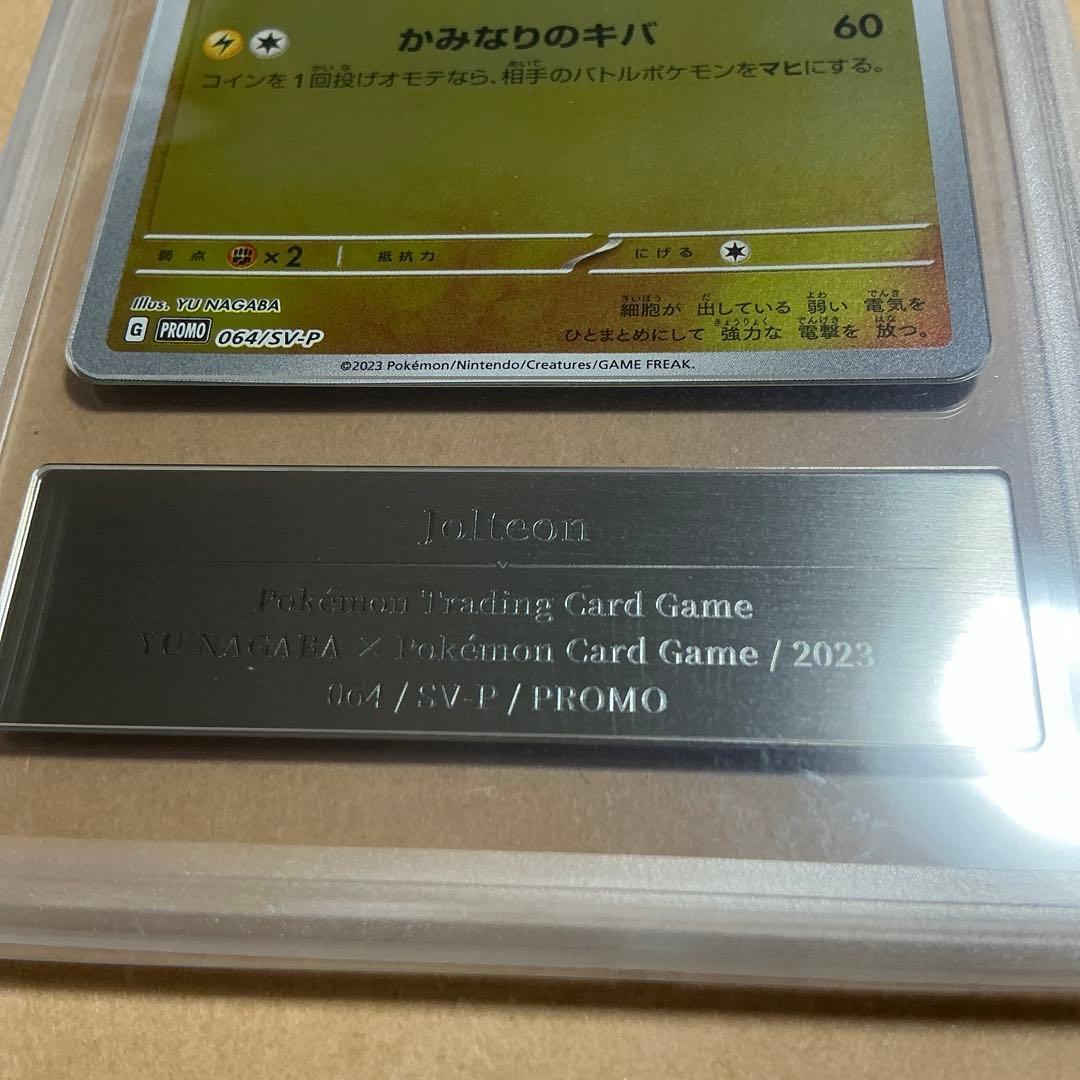 かみなりのキバ 60
コインを1回投げオモテなら、相手のバトルポケモンをマヒにする。
弱点 ×2 抵抗力 にげる
Illus. YU NAGABA
G PROMO 064/SV-P
細胞が 出している 弱い 電気を
ひとまとめにして 強力な 電撃を 放つ。
©2023 Pokémon/Nintendo/Creatures/GAME FREAK.
Jolteon
Pokémon Trading Card Game
YU NAGABA × Pokémon Card Game / 2023
064 / SV-P / PROMO